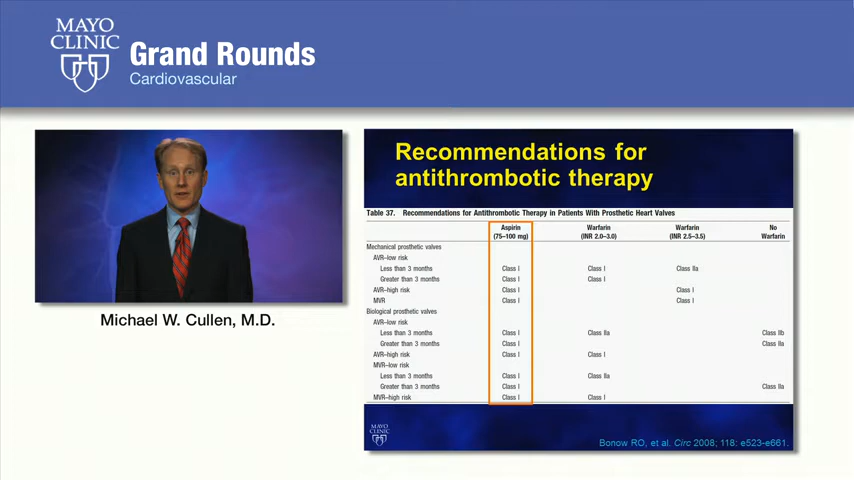 MAYO
CLINIC
Grand Rounds
Cardiovascular
Michael W. Cullen, M.D.
Recommendations for
antithrombotic therapy
Table 37. Recommendations for Antithrombotic Therapy in Patients With Prosthetic Heart Valves
Aspirin Warfarin Warfarin No
(75–100 mg) (INR 2.0–3.0) (INR 2.5–3.5) Warfarin
Mechanical prosthetic valves
AVR–low risk
Less than 3 months Class I Class I Class IIa
Greater than 3 months Class I Class I
AVR–high risk Class I Class I
MVR Class I Class I
Biological prosthetic valves
AVR–low risk
Less than 3 months Class I Class IIa Class IIb
Greater than 3 months Class I Class IIa
AVR–high risk Class I Class I
MVR–low risk
Less than 3 months Class I Class IIa
Greater than 3 months Class I Class IIa
MVR–high risk Class I Class I
MAYO
CLINIC
Bonow RO, et al. Circ 2008; 118: e523-e661.